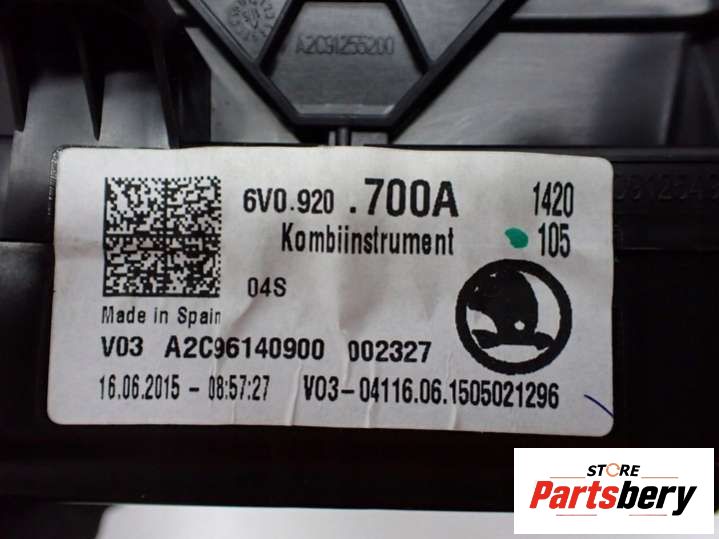 A2C91255200
6V0.920 .700A 1420
Kombiinstrument 105
04S
Made in Spain
V03 A2C96140900 002327
16.06.2015 - 08:57:27 V03-04116.06.1505021296
STORE
Partsbery